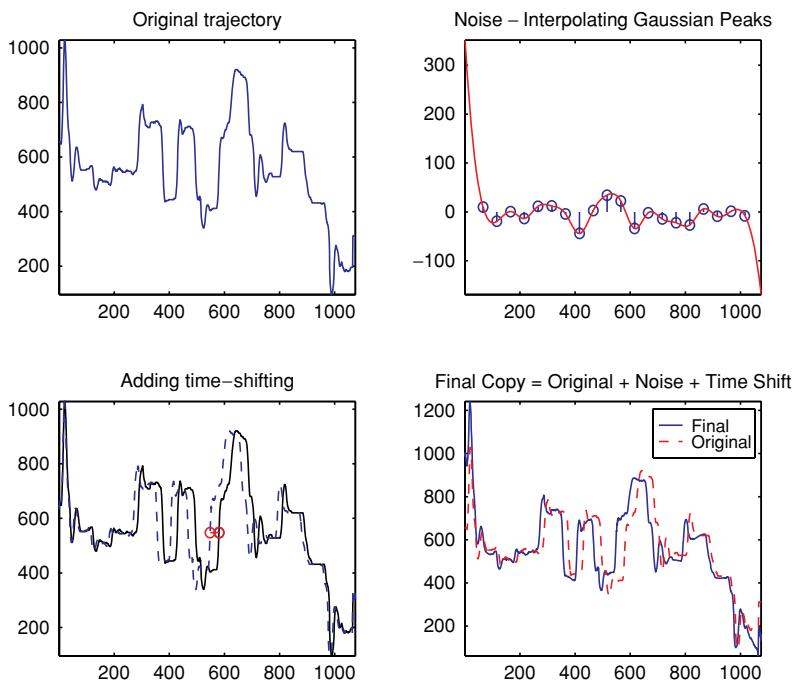 Original trajectory
1000
800
600
400
200
200 400 600 800 1000
Noise − Interpolating Gaussian Peaks
300
200
100
0
−100
200 400 600 800 1000
Adding time−shifting
1000
800
600
400
200
200 400 600 800 1000
Final Copy = Original + Noise + Time Shift
1200
1000
800
600
400
200
Final
Original
200 400 600 800 1000